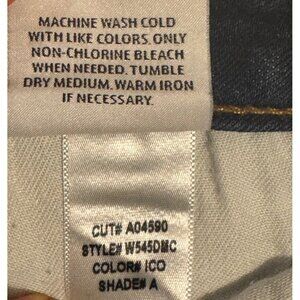 MACHINE WASH COLD
WITH LIKE COLORS. ONLY
NON-CHLORINE BLEACH
WHEN NEEDED. TUMBLE
DRY MEDIUM. WARM IRON
IF NECESSARY.
CUT# A04590
STYLE# W545DMC
COLOR# ICO
SHADE# A